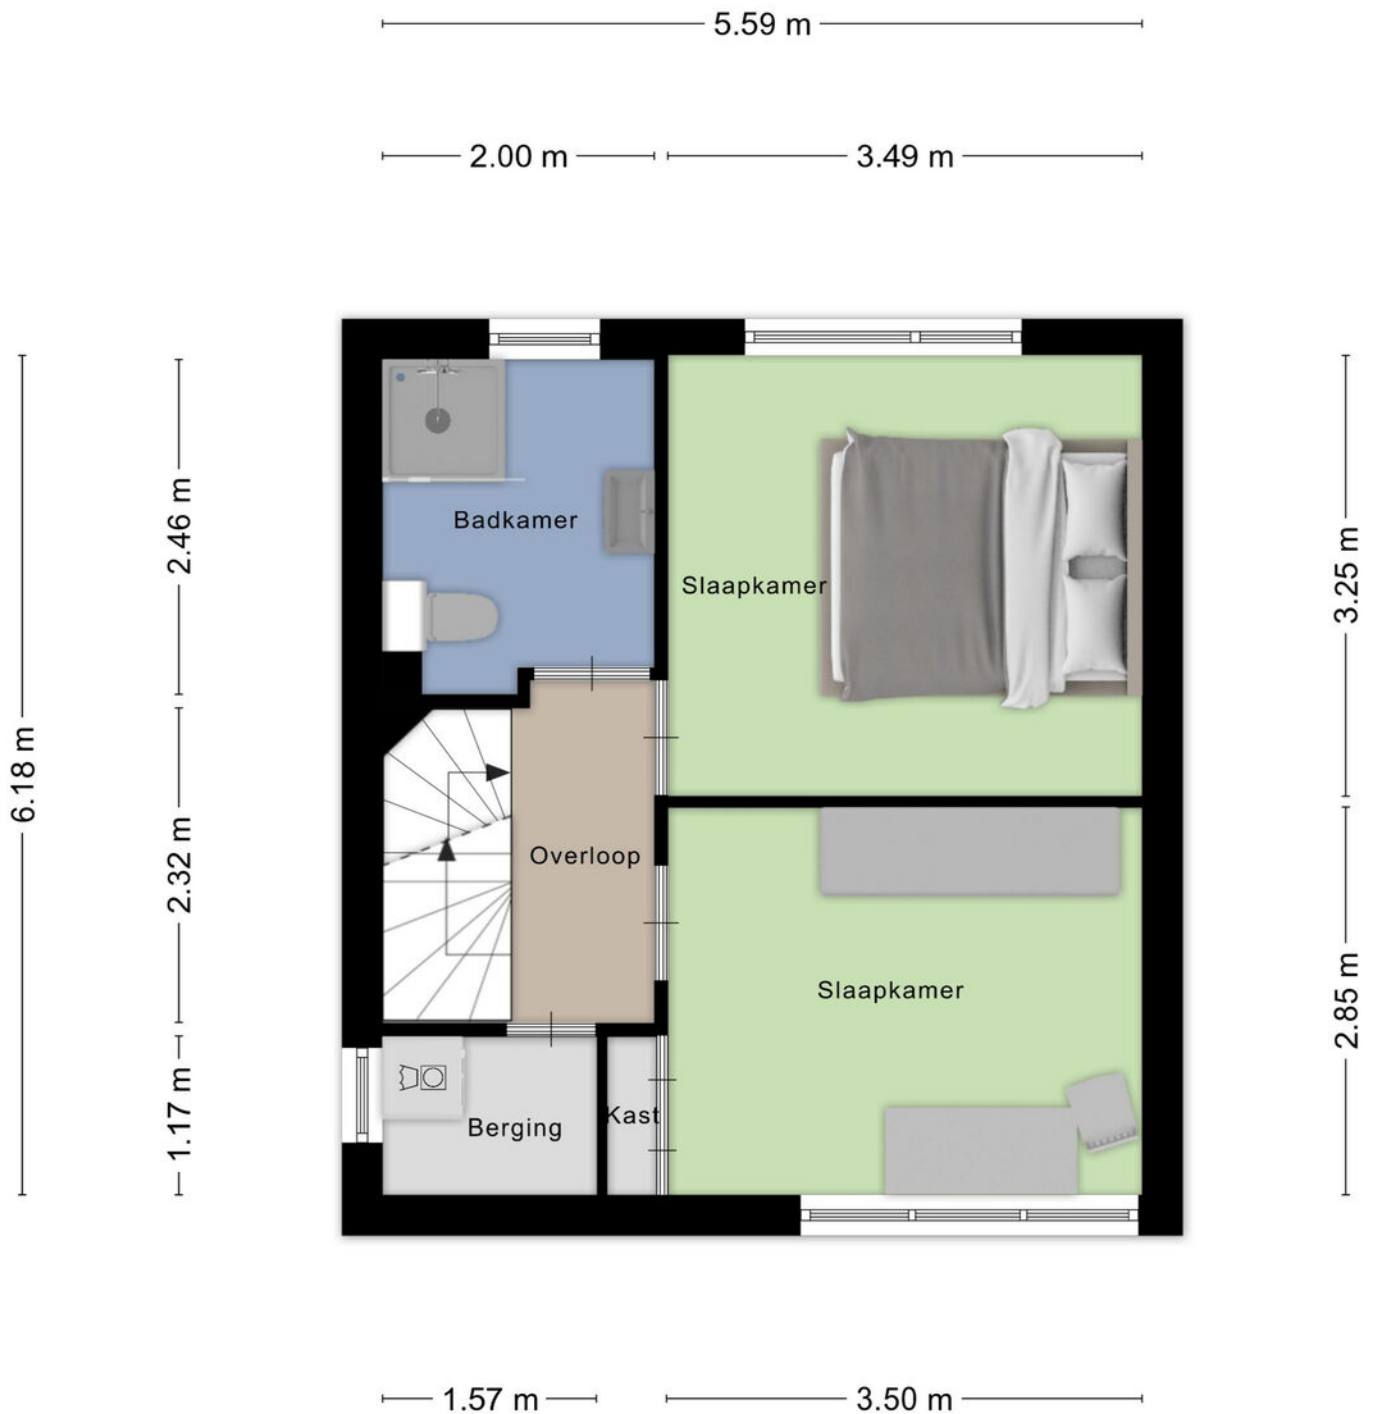 5.59 m
2.00 m
3.49 m
6.18 m
2.46 m
2.32 m
1.17 m
3.25 m
2.85 m
Badkamer
Slaapkamer
Overloop
Slaapkamer
Berging
Kast
1.57 m
3.50 m